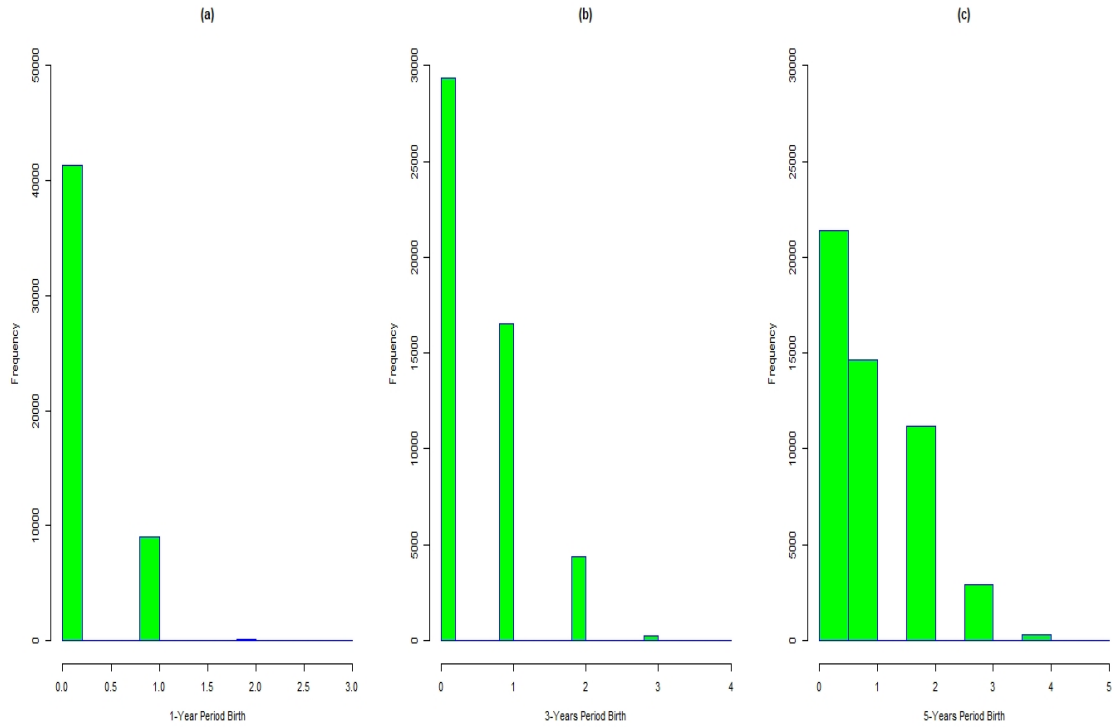 (a)
Frequency
0
10000
20000
30000
40000
50000
0.0 0.5 1.0 1.5 2.0 2.5 3.0
1-Year Period Birth
(b)
Frequency
0
5000
10000
15000
20000
25000
30000
0 1 2 3 4
3-Years Period Birth
(c)
Frequency
0
5000
10000
15000
20000
25000
30000
0 1 2 3 4 5
5-Years Period Birth